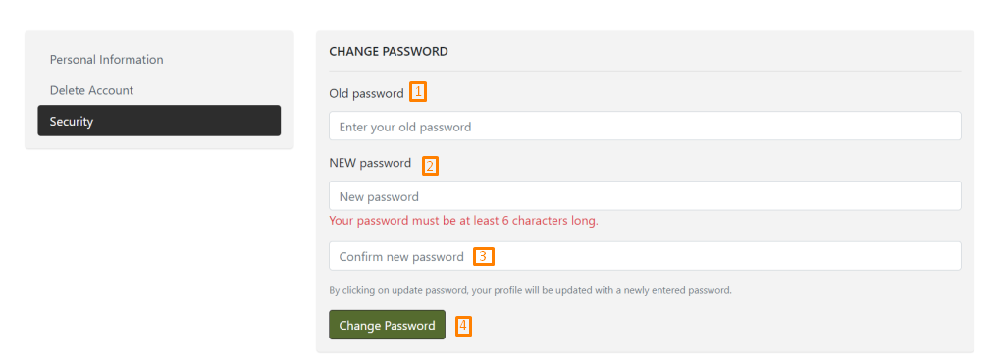 Personal Information
Delete Account
Security
CHANGE PASSWORD
Old password 1
Enter your old password
NEW password 2
New password
Your password must be at least 6 characters long.
Confirm new password 3
By clicking on update password, your profile will be updated with a newly entered password.
Change Password 4